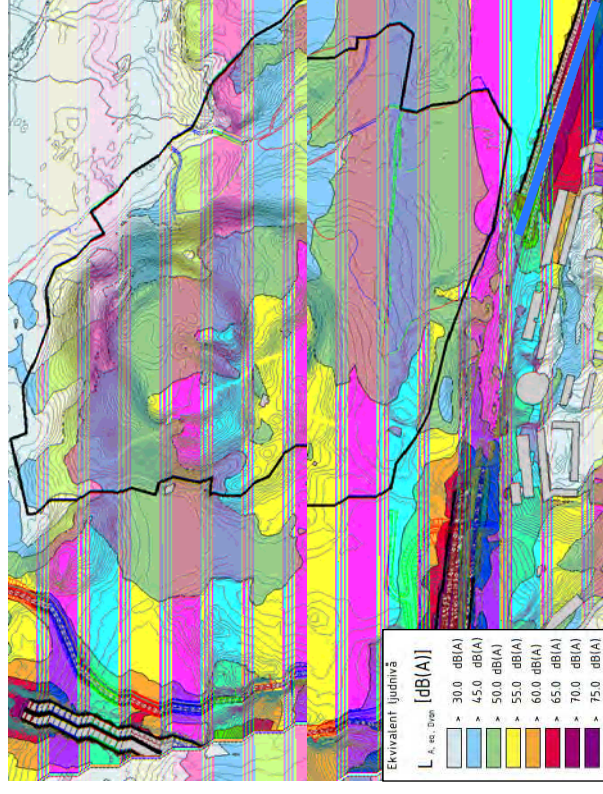 Ekvivalent ljudnivå
L A, eq, Dygn [dB(A)]
> 30.0 dB(A)
> 45.0 dB(A)
> 50.0 dB(A)
> 55.0 dB(A)
> 60.0 dB(A)
> 65.0 dB(A)
> 70.0 dB(A)
> 75.0 dB(A)